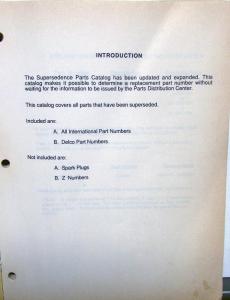 INTRODUCTION
The Supersedence Parts Catalog has been updated and expanded. This
catalog makes it possible to determine a replacement part number without
waiting for the information to be issued by the Parts Distribution Center.
This catalog covers all parts that have been superseded.
Included are:
A. All International Part Numbers
B. Delco Part Numbers
Not included are:
A. Spark Plugs
B. Z Numbers